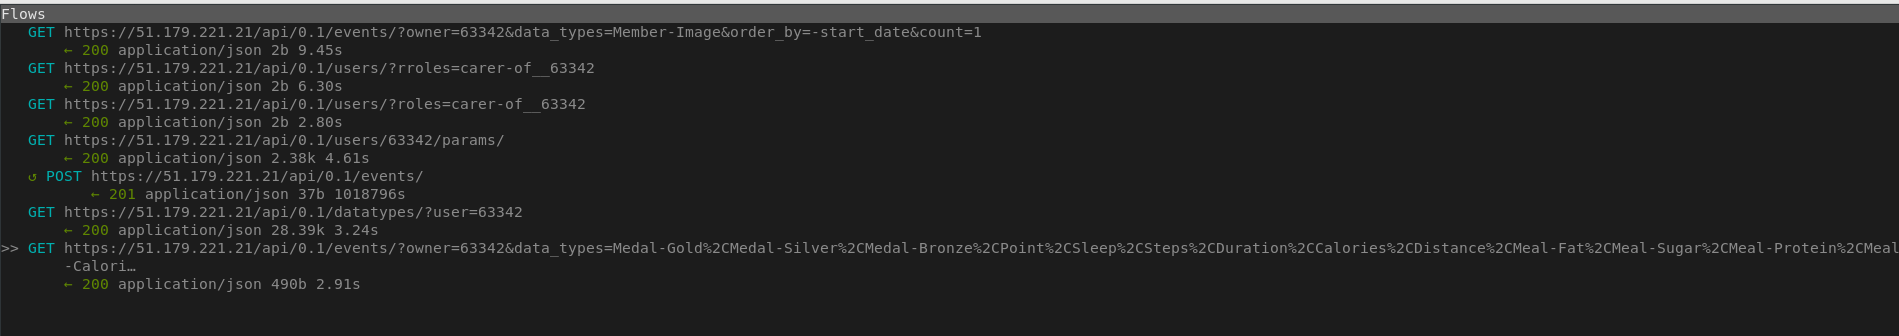 Flows
GET https://51.179.221.21/api/0.1/events/?owner=63342&data_types=Member-Image&order_by=-start_date&count=1
← 200 application/json 2b 9.45s
GET https://51.179.221.21/api/0.1/users/?rroles=carer-of__63342
← 200 application/json 2b 6.30s
GET https://51.179.221.21/api/0.1/users/?roles=carer-of__63342
← 200 application/json 2b 2.80s
GET https://51.179.221.21/api/0.1/users/63342/params/
← 200 application/json 2.38k 4.61s
↺ POST https://51.179.221.21/api/0.1/events/
← 201 application/json 37b 1018796s
GET https://51.179.221.21/api/0.1/datatypes/?user=63342
← 200 application/json 28.39k 3.24s
>> GET https://51.179.221.21/api/0.1/events/?owner=63342&data_types=Medal-Gold%2CMedal-Silver%2CMedal-Bronze%2CPoint%2CSleep%2CSteps%2CDuration%2CCalories%2CDistance%2CMeal-Fat%2CMeal-Sugar%2CMeal-Protein%2CMeal
-Calori…
← 200 application/json 490b 2.91s